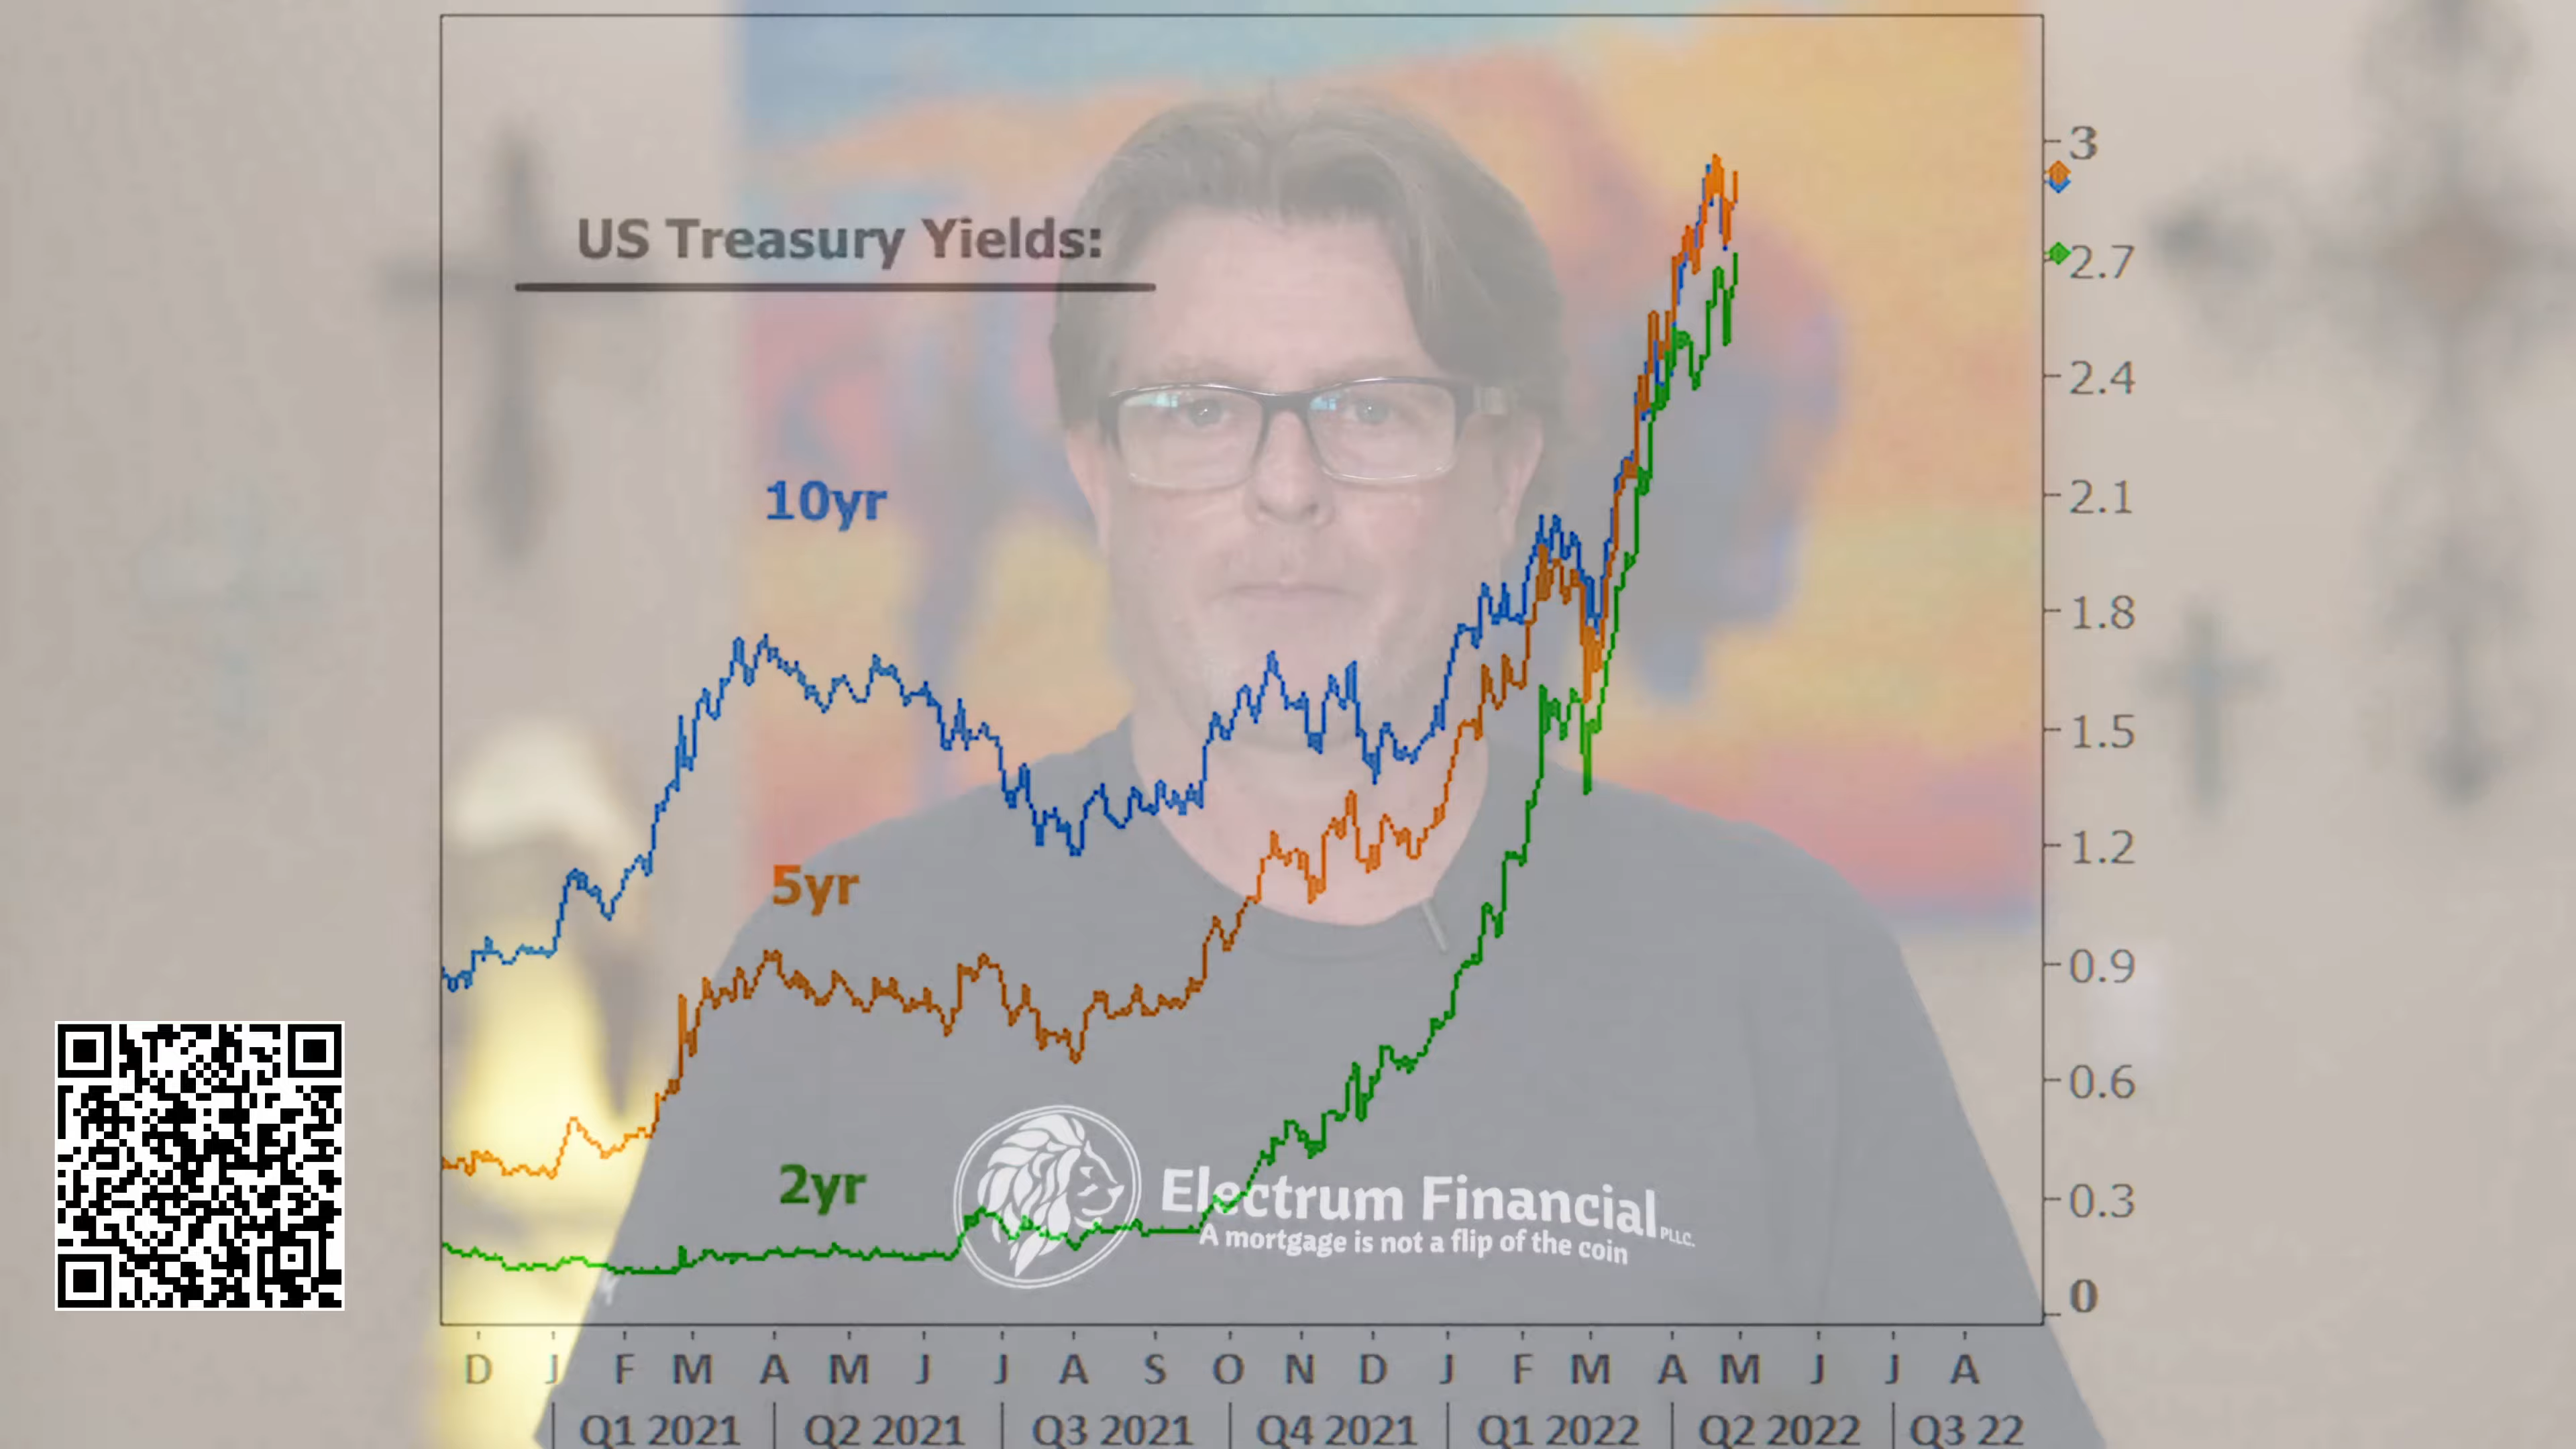 US Treasury Yields:
10yr
5yr
2yr
3
2.7
2.4
2.1
1.8
1.5
1.2
0.9
0.6
0.3
0
Electrum Financial PLLC.
A mortgage is not a flip of the coin
D J F M A M J J A S O N D J F M A M J J A
Q1 2021 Q2 2021 Q3 2021 Q4 2021 Q1 2022 Q2 2022 Q3 22